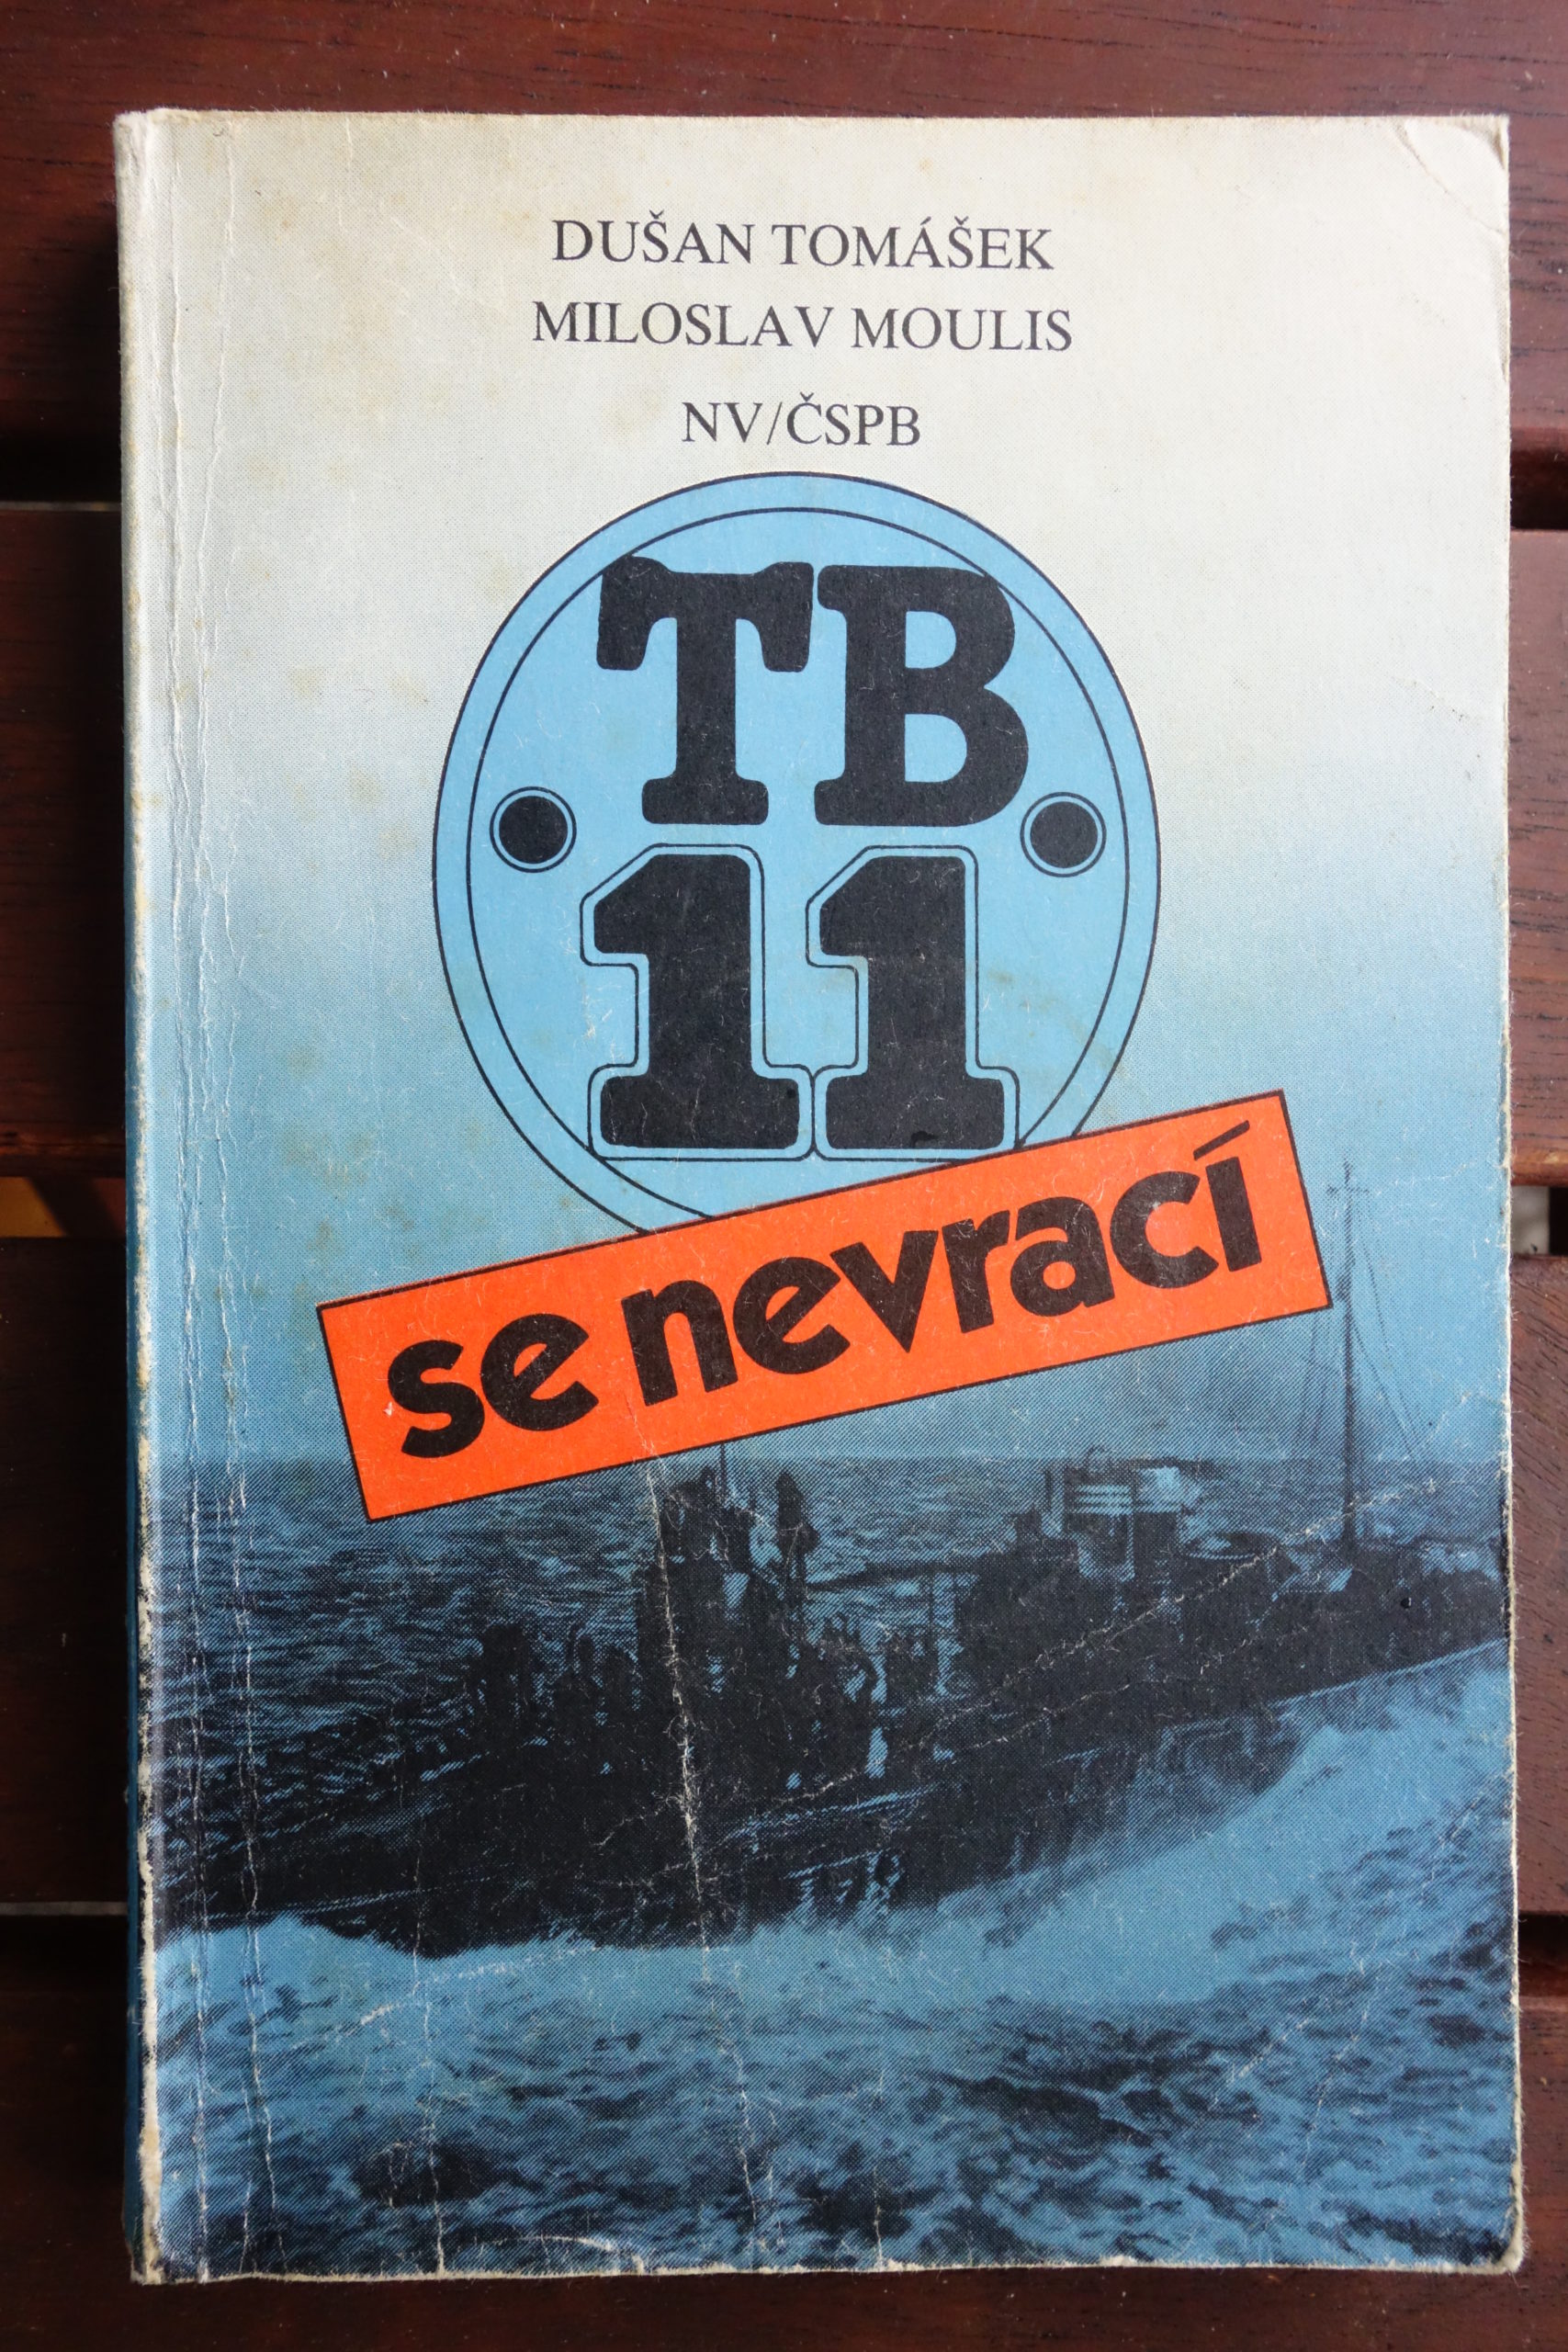 DUŠAN TOMÁŠEK
MILOSLAV MOULIS
NV/ČSPB
TB
11
se nevrací